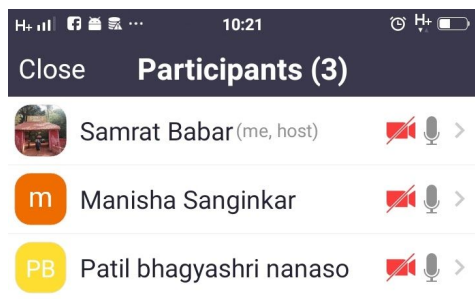 H+ 10:21 H+
Close Participants (3)
Samrat Babar (me, host)
m Manisha Sanginkar
PB Patil bhagyashri nanaso